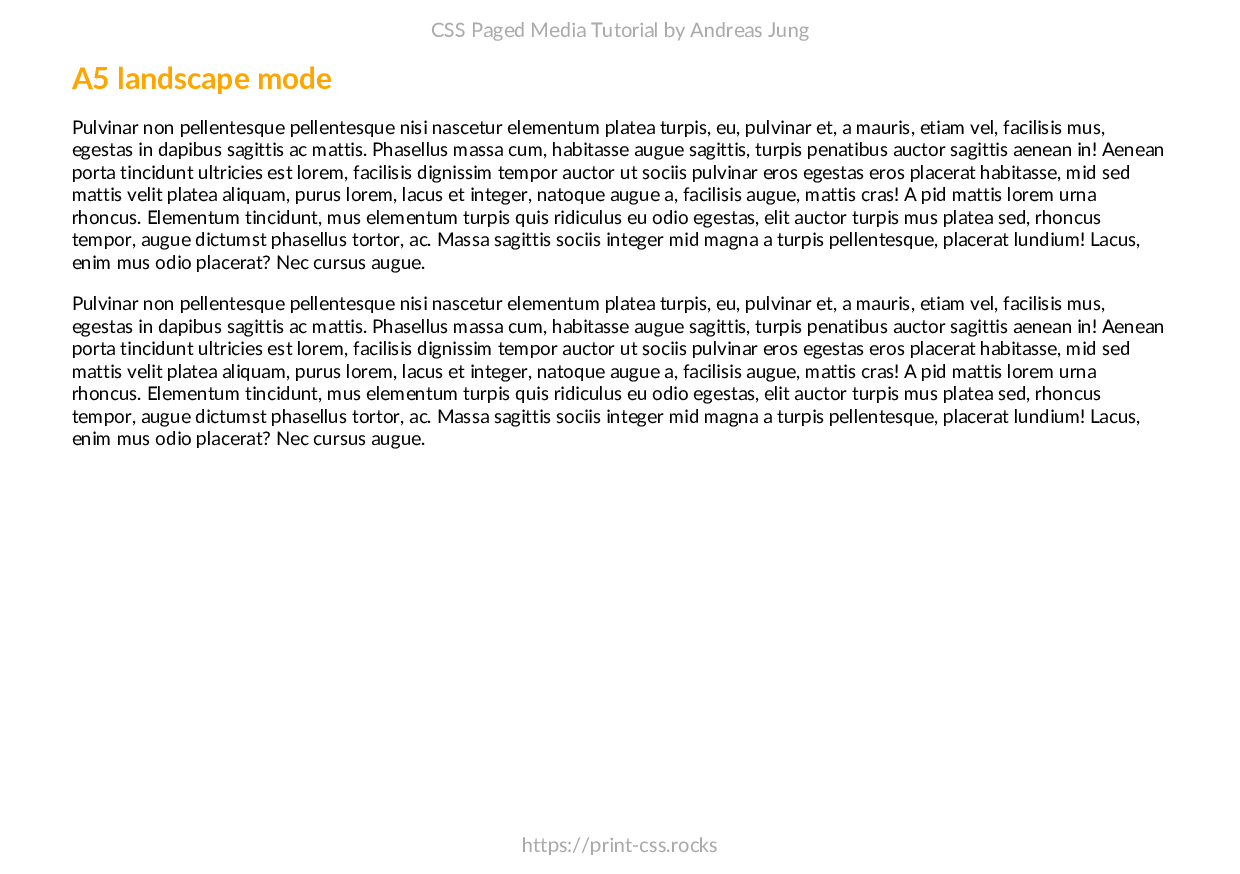 CSS Paged Media Tutorial by Andreas Jung
A5 landscape mode
Pulvinar non pellentesque pellentesque nisi nascetur elementum platea turpis, eu, pulvinar et, a mauris, etiam vel, facilisis mus,
egestas in dapibus sagittis ac mattis. Phasellus massa cum, habitasse augue sagittis, turpis penatibus auctor sagittis aenean in! Aenean
porta tincidunt ultricies est lorem, facilisis dignissim tempor auctor ut sociis pulvinar eros egestas eros placerat habitasse, mid sed
mattis velit platea aliquam, purus lorem, lacus et integer, natoque augue a, facilisis augue, mattis cras! A pid mattis lorem urna
rhoncus. Elementum tincidunt, mus elementum turpis quis ridiculus eu odio egestas, elit auctor turpis mus platea sed, rhoncus
tempor, augue dictumst phasellus tortor, ac. Massa sagittis sociis integer mid magna a turpis pellentesque, placerat lundium! Lacus,
enim mus odio placerat? Nec cursus augue.
Pulvinar non pellentesque pellentesque nisi nascetur elementum platea turpis, eu, pulvinar et, a mauris, etiam vel, facilisis mus,
egestas in dapibus sagittis ac mattis. Phasellus massa cum, habitasse augue sagittis, turpis penatibus auctor sagittis aenean in! Aenean
porta tincidunt ultricies est lorem, facilisis dignissim tempor auctor ut sociis pulvinar eros egestas eros placerat habitasse, mid sed
mattis velit platea aliquam, purus lorem, lacus et integer, natoque augue a, facilisis augue, mattis cras! A pid mattis lorem urna
rhoncus. Elementum tincidunt, mus elementum turpis quis ridiculus eu odio egestas, elit auctor turpis mus platea sed, rhoncus
tempor, augue dictumst phasellus tortor, ac. Massa sagittis sociis integer mid magna a turpis pellentesque, placerat lundium! Lacus,
enim mus odio placerat? Nec cursus augue.
https://print-css.rocks